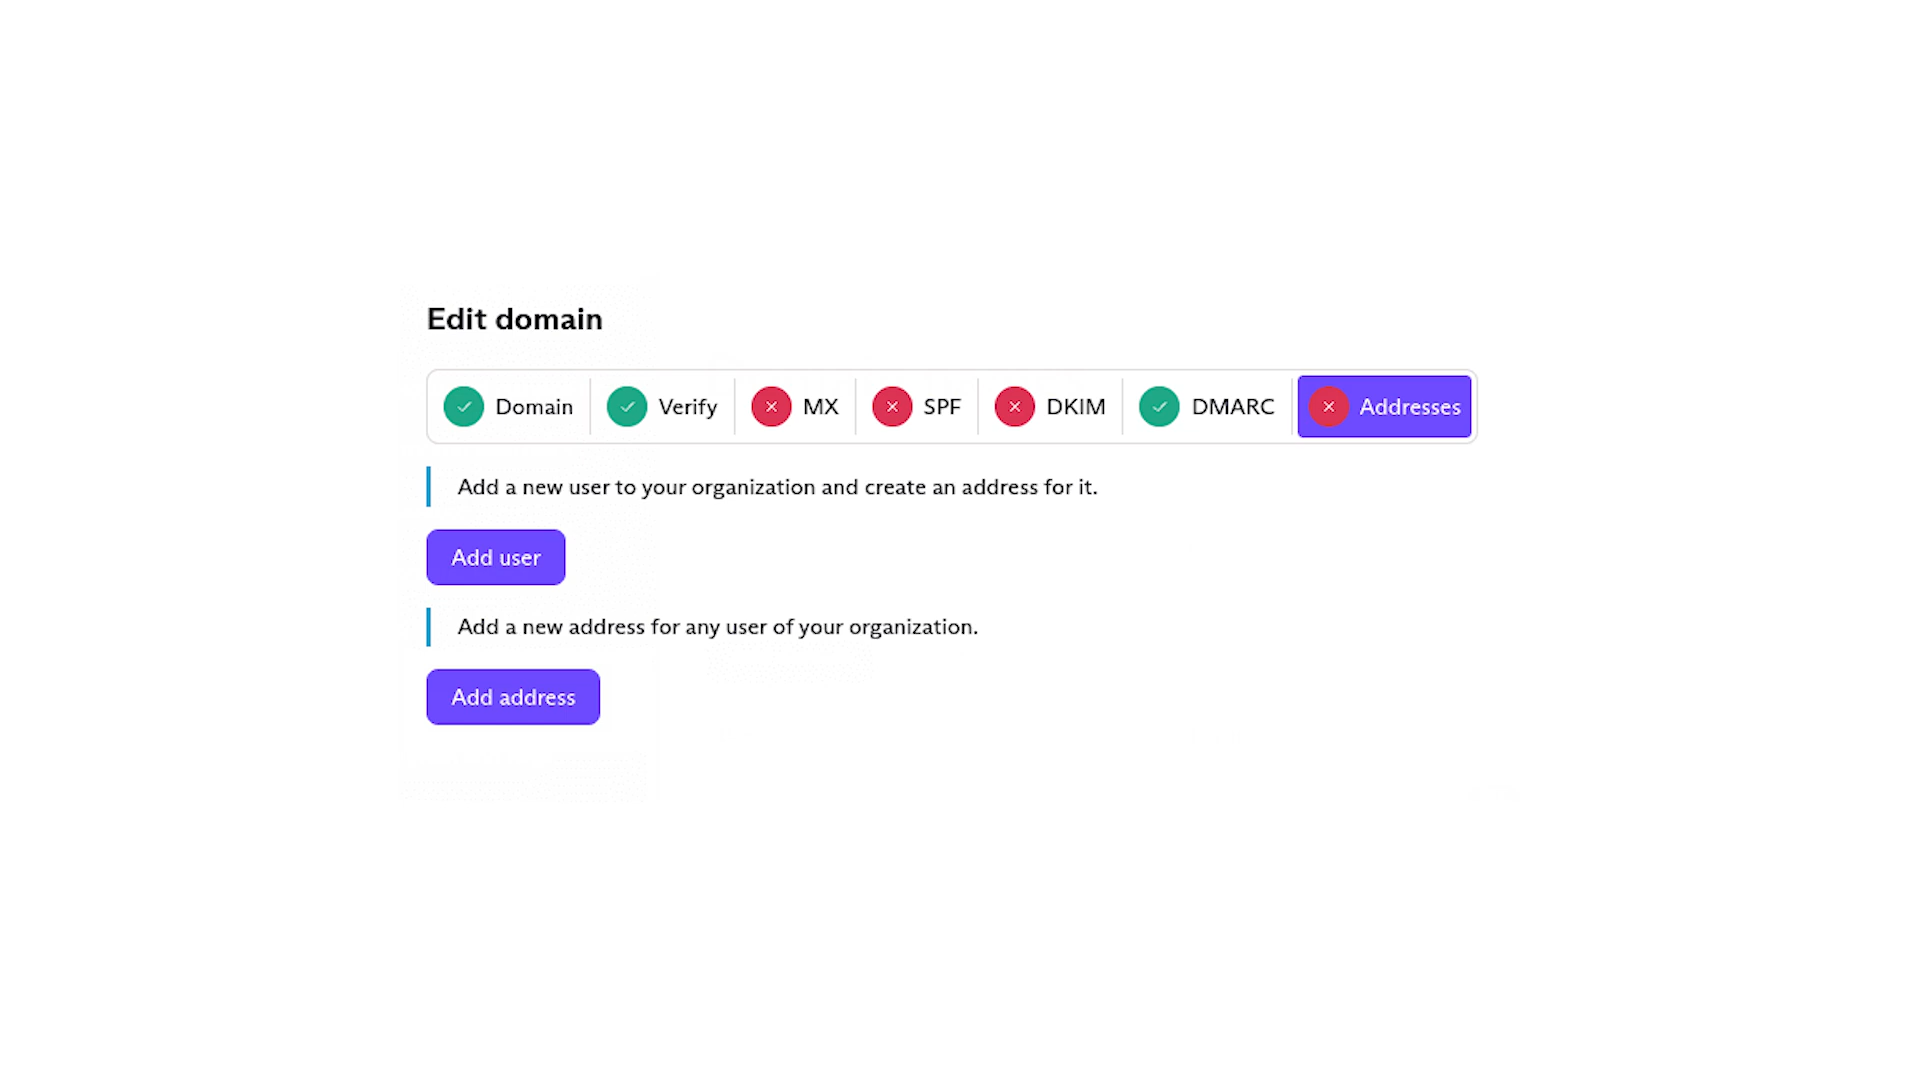 Edit domain
Domain Verify MX SPF DKIM DMARC Addresses
Add a new user to your organization and create an address for it.
Add user
Add a new address for any user of your organization.
Add address